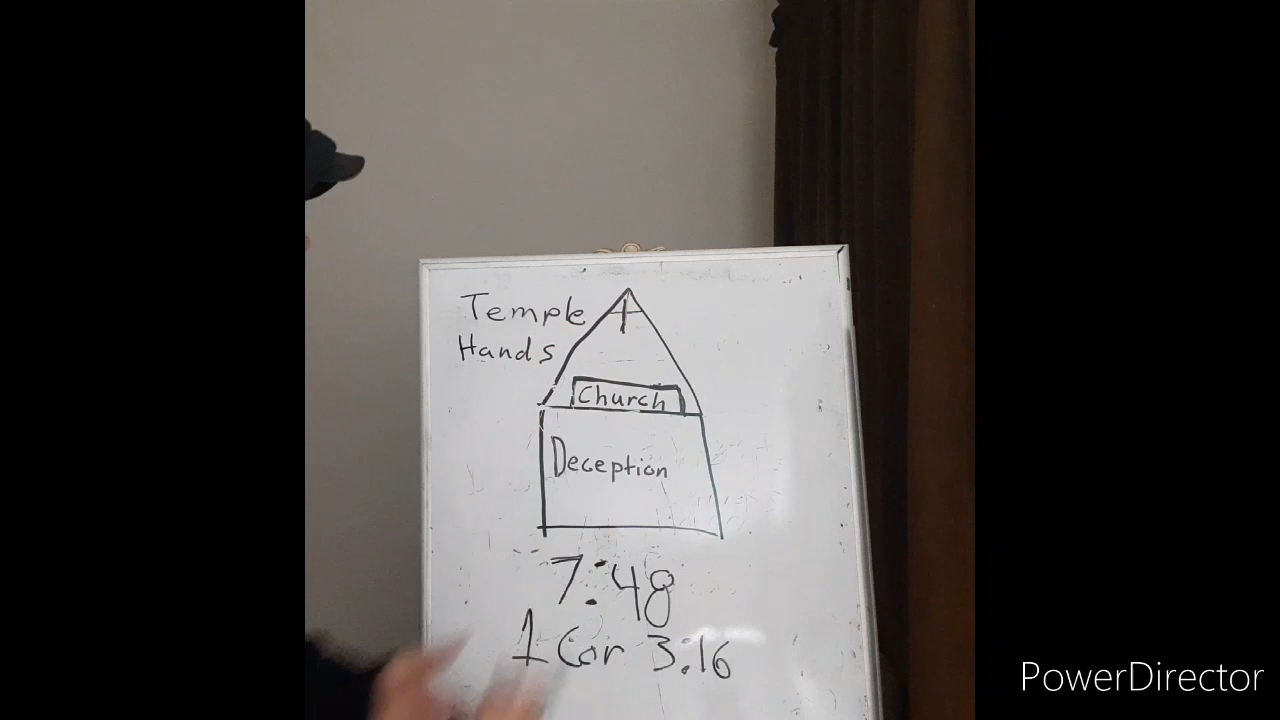 Temple
Hands
Church
Deception
7:48
1 Cor 3:16
PowerDirector